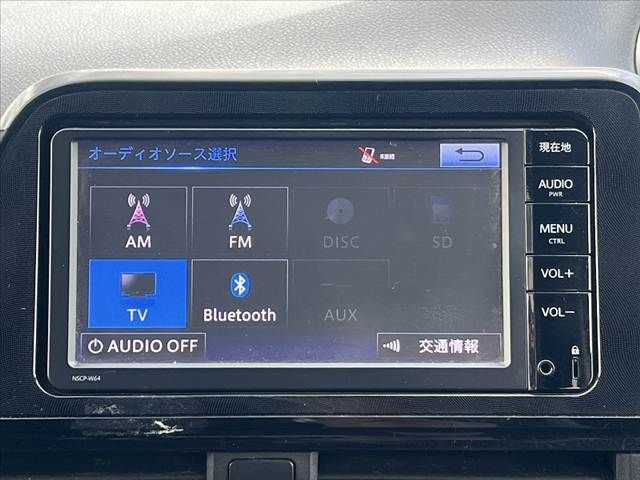 オーディオソース選択
AM
FM
DISC
SD
TV
Bluetooth
AUX
AUDIO OFF
交通情報
現在地
AUDIO
PWR
MENU
CTRL
VOL+
VOL−
NSCP-W64